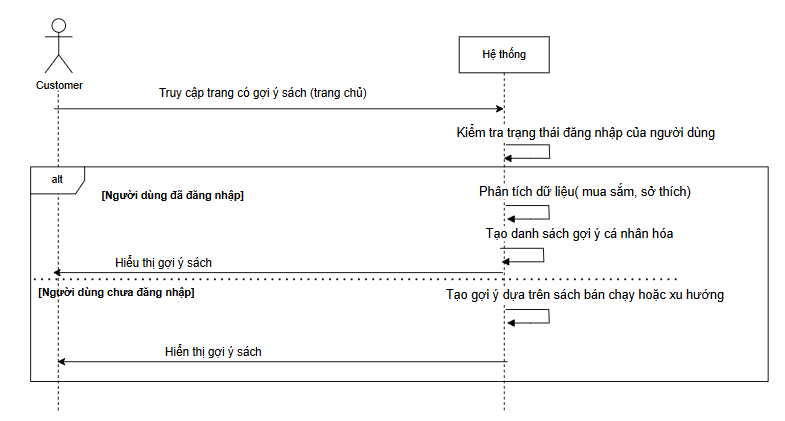 Customer
Hệ thống
Truy cập trang có gợi ý sách (trang chủ)
Kiểm tra trạng thái đăng nhập của người dùng
alt
[Người dùng đã đăng nhập]
Phân tích dữ liệu( mua sắm, sở thích)
Tạo danh sách gợi ý cá nhân hóa
Hiểu thị gợi ý sách
[Người dùng chưa đăng nhập]
Tạo gợi ý dựa trên sách bán chạy hoặc xu hướng
Hiển thị gợi ý sách